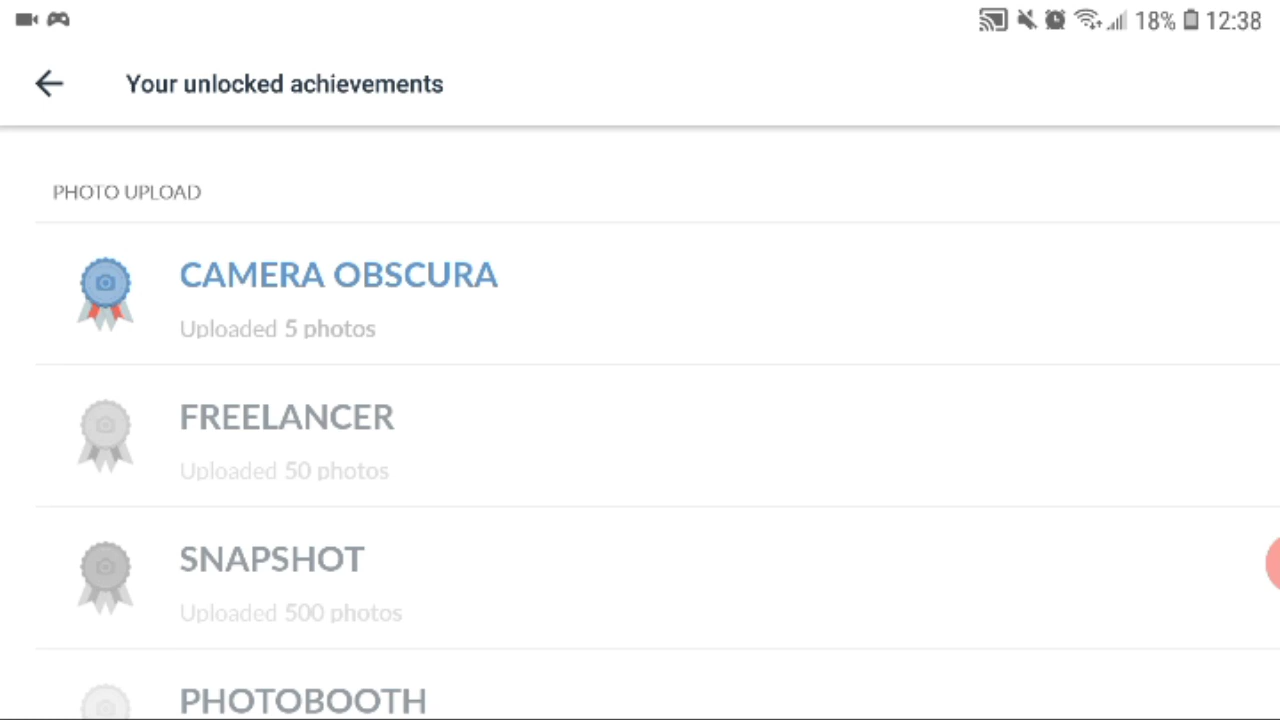 18% 12:38
Your unlocked achievements
PHOTO UPLOAD
CAMERA OBSCURA
Uploaded 5 photos
FREELANCER
Uploaded 50 photos
SNAPSHOT
Uploaded 500 photos
PHOTOBOOTH